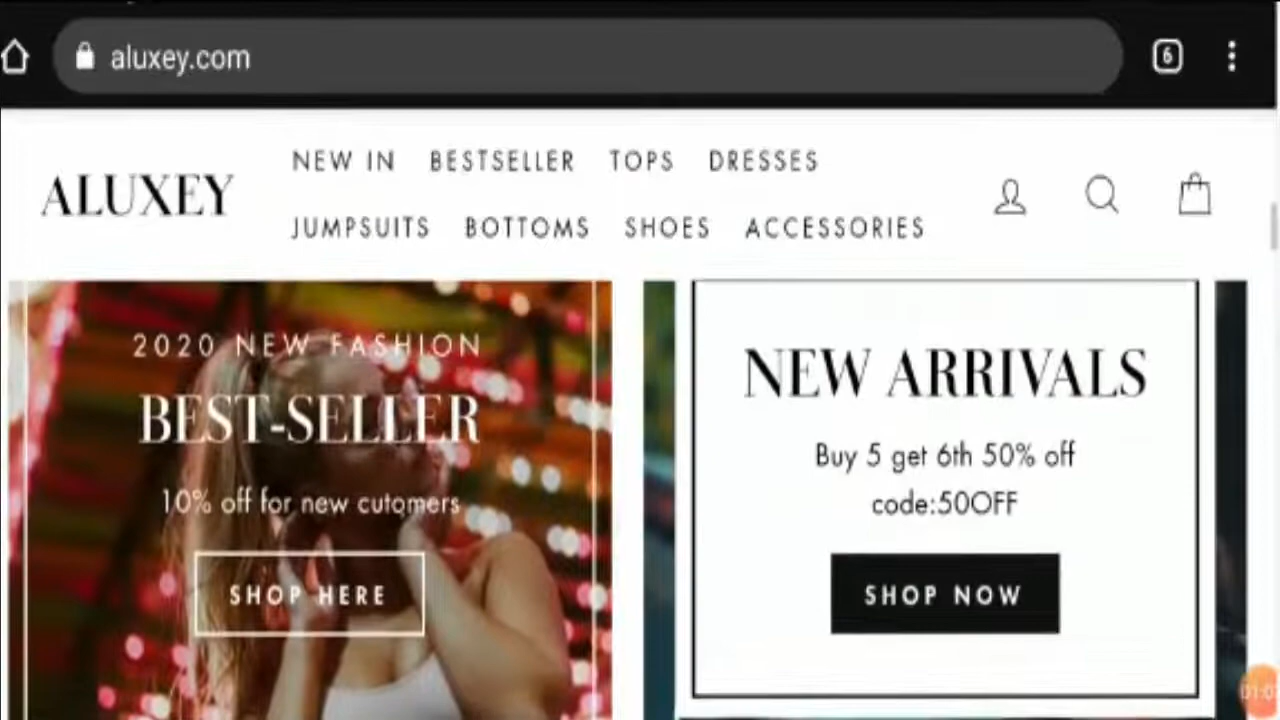 aluxey.com
6
ALUXEY
NEW IN BESTSELLER TOPS DRESSES
JUMPSUITS BOTTOMS SHOES ACCESSORIES
2020 NEW FASHION
BEST-SELLER
10% off for new cutomers
SHOP HERE
NEW ARRIVALS
Buy 5 get 6th 50% off
code:50OFF
SHOP NOW